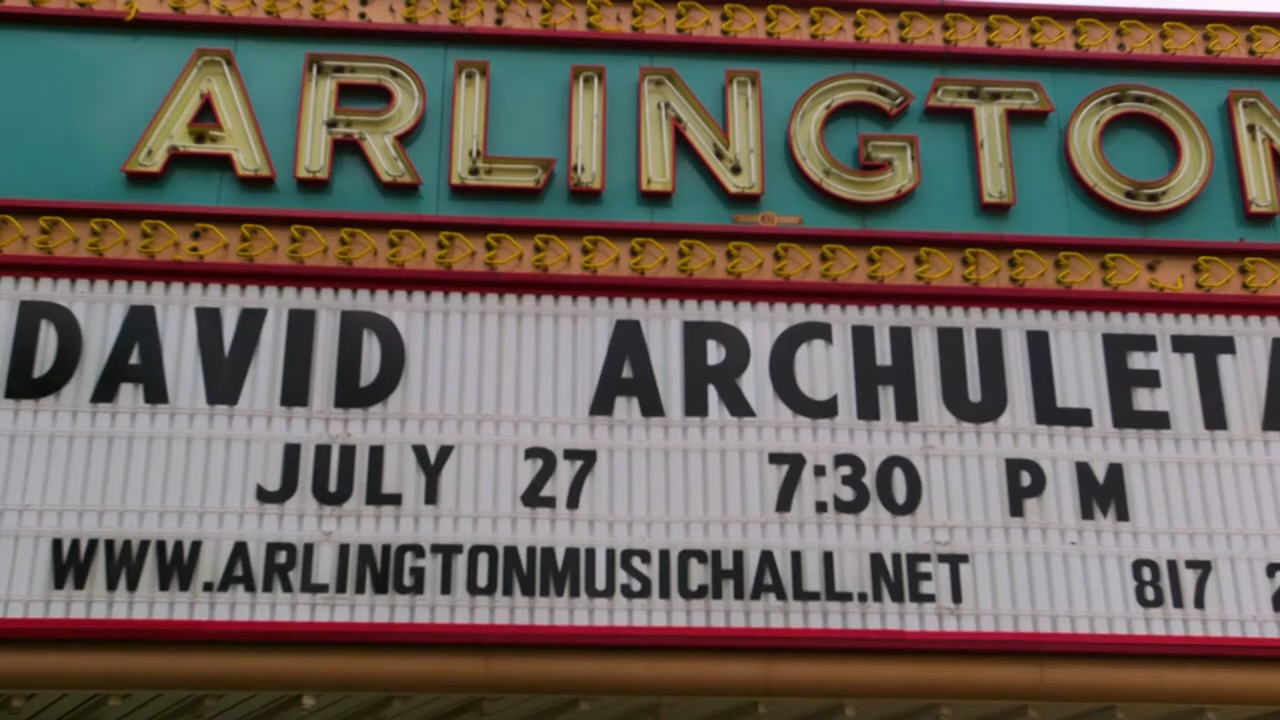 ARLINGTON
DAVID ARCHULETA
JULY 27 7:30 PM
WWW.ARLINGTONMUSICHALL.NET 817